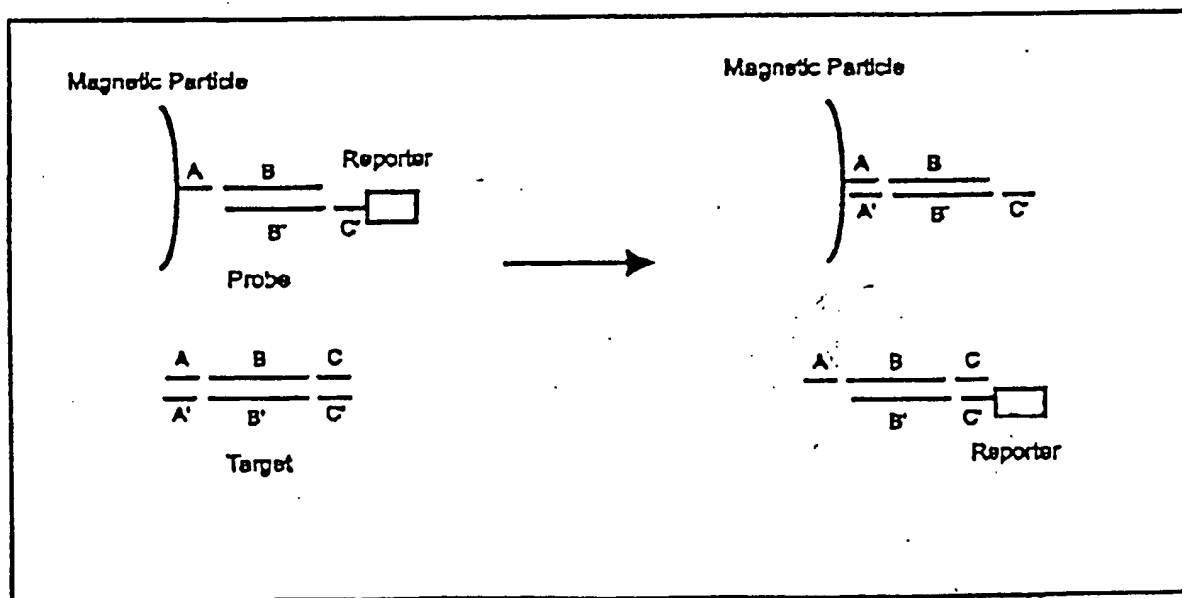 Magnetic Particle
A B Reporter
B' C'
Probe
A B C
A' B' C'
Target
Magnetic Particle
A B
A' B' C'
A B C
B' C'
Reporter